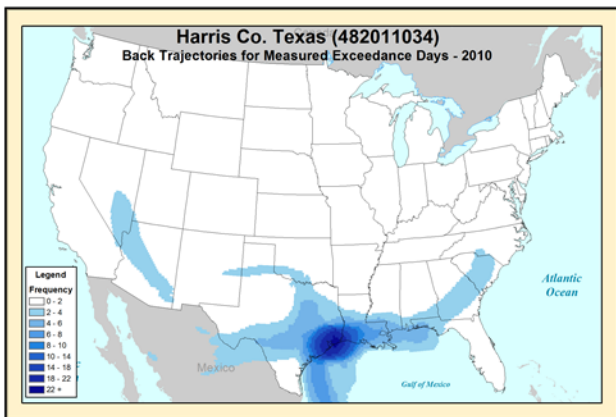 Harris Co. Texas (482011034)
Back Trajectories for Measured Exceedance Days - 2010
Legend
Frequency
0 - 2
2 - 4
4 - 6
6 - 8
8 - 10
10 - 14
14 - 18
18 - 22
22 +
Atlantic
Ocean
Mexico
Gulf of Mexico